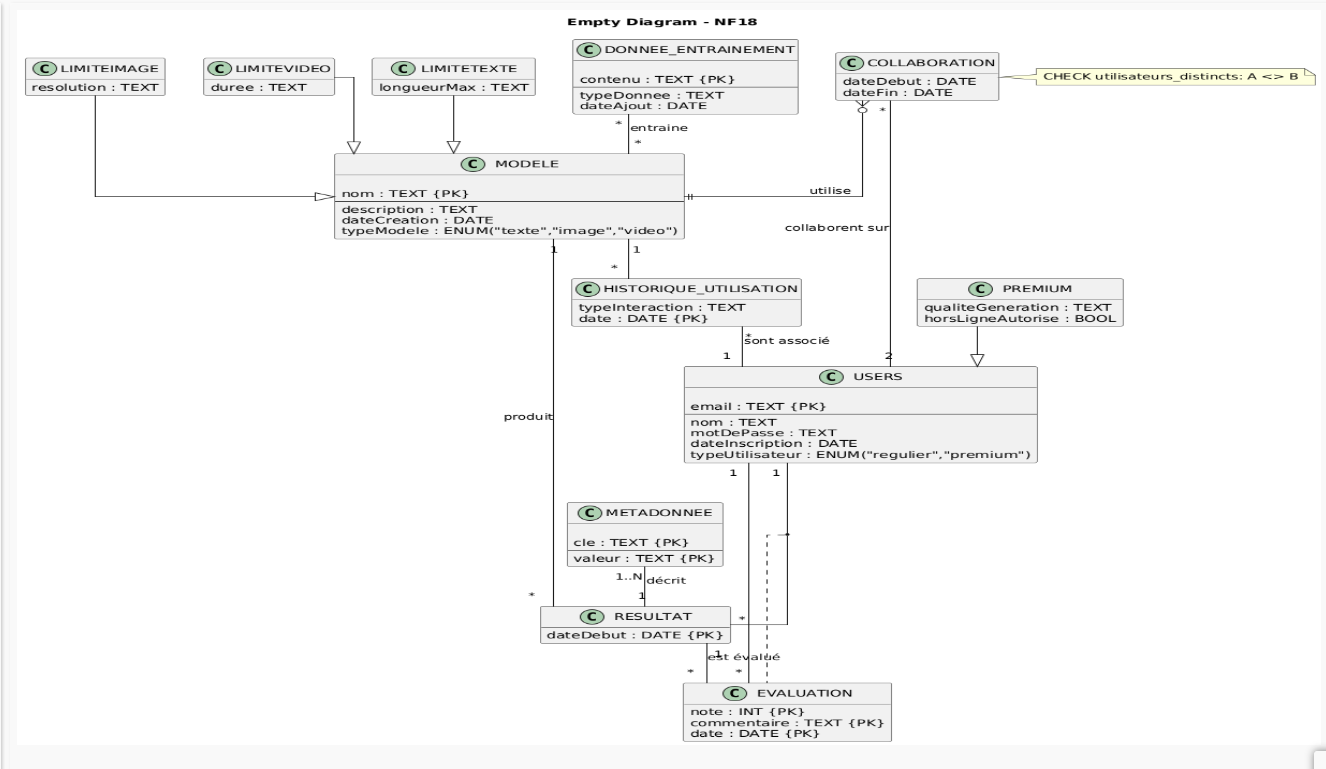 Empty Diagram - NF18
C LIMITEIMAGE
resolution : TEXT
C LIMITEVIDEO
duree : TEXT
C LIMITETEXTE
longueurMax : TEXT
C DONNEE_ENTRAINEMENT
contenu : TEXT {PK}
typeDonnee : TEXT
dateAjout : DATE
C COLLABORATION
dateDebut : DATE
dateFin : DATE
CHECK utilisateurs_distincts: A <> B
*
entraine
*
*
C MODELE
nom : TEXT {PK}
description : TEXT
dateCreation : DATE
typeModele : ENUM("texte","image","video")
utilise
collaborent sur
1
1
*
C HISTORIQUE_UTILISATION
typeInteraction : TEXT
date : DATE {PK}
C PREMIUM
qualiteGeneration : TEXT
horsLigneAutorise : BOOL
*
sont associé
1
2
C USERS
email : TEXT {PK}
nom : TEXT
motDePasse : TEXT
dateInscription : DATE
typeUtilisateur : ENUM("regulier","premium")
produit
1
1
C METADONNEE
cle : TEXT {PK}
valeur : TEXT {PK}
1..N
décrit
1
*
C RESULTAT
dateDebut : DATE {PK}
*
1
est évalué
*
*
C EVALUATION
note : INT {PK}
commentaire : TEXT {PK}
date : DATE {PK}